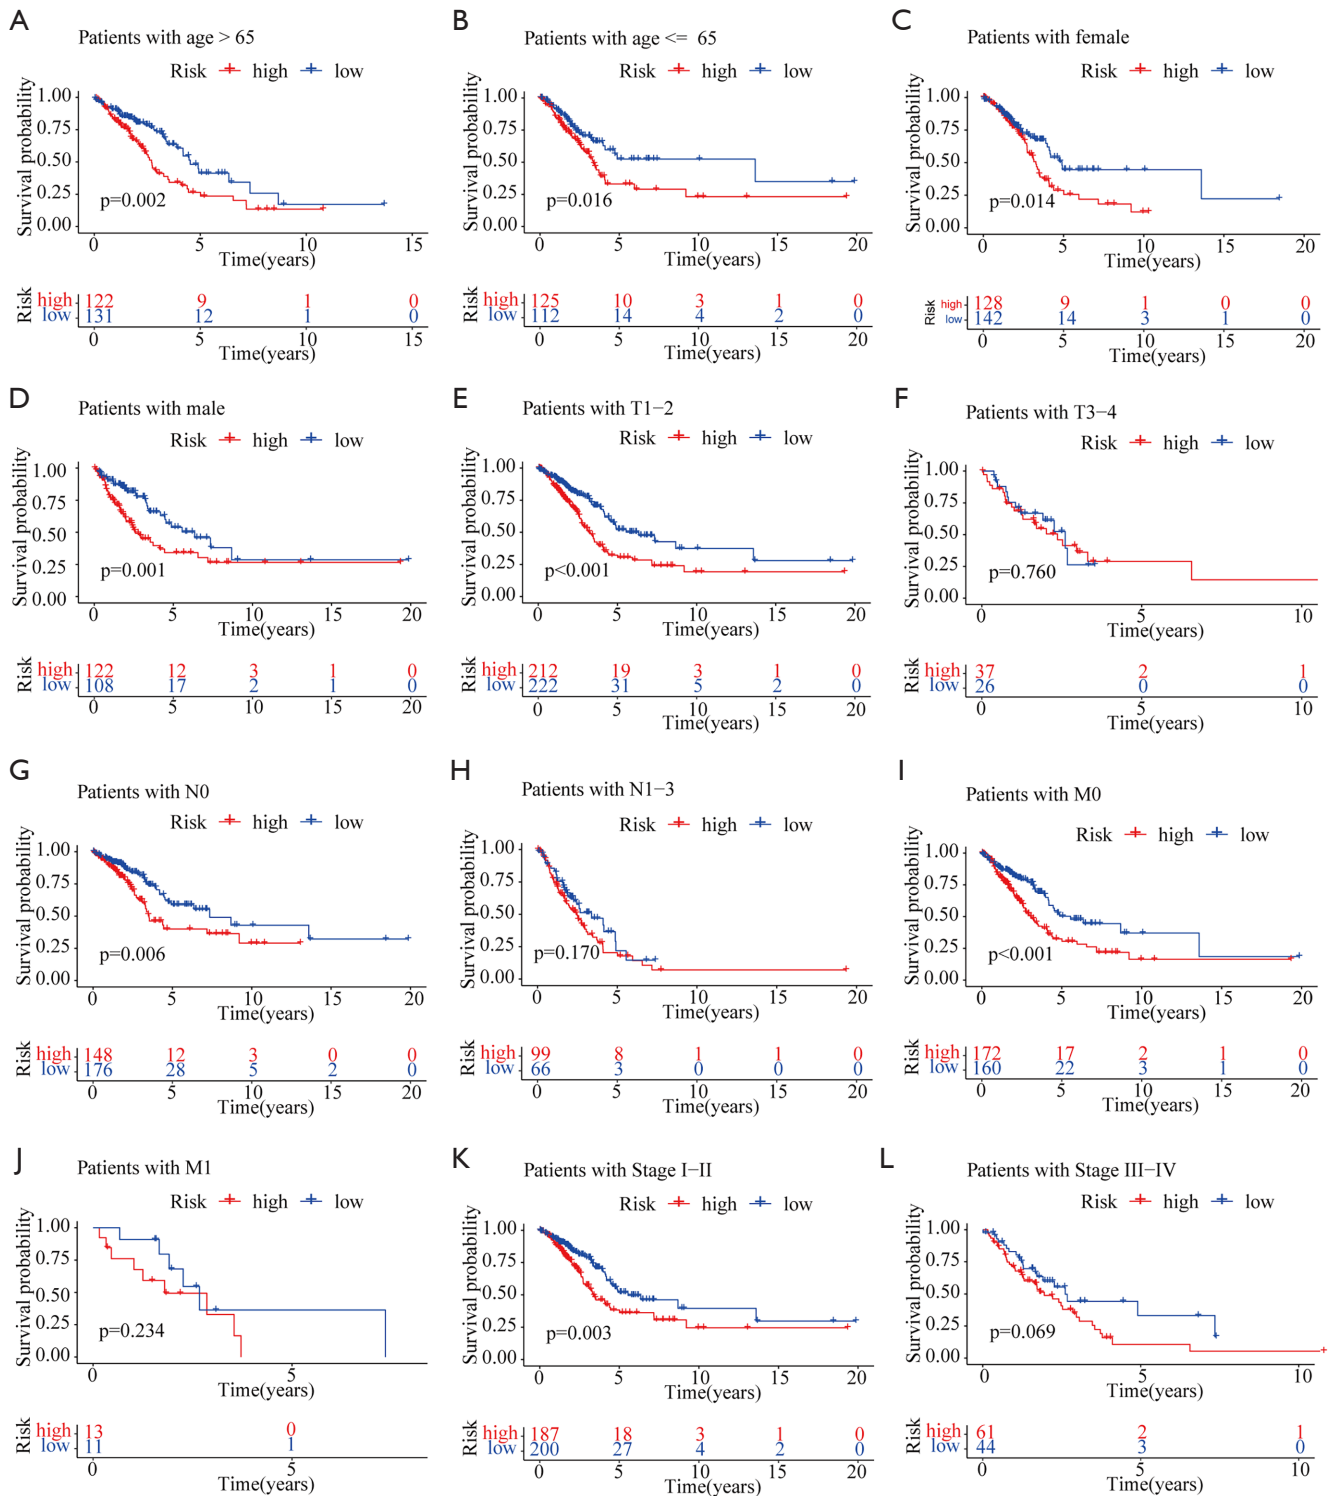 A
Patients with age > 65
Risk high low
Survival probability
1.00
0.75
0.50
0.25
0.00
p=0.002
0 5 10 15
Time(years)
Risk
high 122 9 1 0
low 131 12 1 0
0 5 10 15
Time(years)
B
Patients with age <= 65
Risk high low
Survival probability
1.00
0.75
0.50
0.25
0.00
p=0.016
0 5 10 15 20
Time(years)
Risk
high 125 10 3 1 0
low 112 14 4 2 0
0 5 10 15 20
Time(years)
C
Patients with female
Risk high low
Survival probability
1.00
0.75
0.50
0.25
0.00
p=0.014
0 5 10 15 20
Time(years)
Risk
high 128 9 1 0 0
low 142 14 3 1 0
0 5 10 15 20
Time(years)
D
Patients with male
Risk high low
Survival probability
1.00
0.75
0.50
0.25
0.00
p=0.001
0 5 10 15 20
Time(years)
Risk
high 122 12 3 1 0
low 108 17 2 1 0
0 5 10 15 20
Time(years)
E
Patients with T1−2
Risk high low
Survival probability
1.00
0.75
0.50
0.25
0.00
p<0.001
0 5 10 15 20
Time(years)
Risk
high 212 19 3 1 0
low 222 31 5 2 0
0 5 10 15 20
Time(years)
F
Patients with T3−4
Risk high low
Survival probability
1.00
0.75
0.50
0.25
0.00
p=0.760
0 5 10
Time(years)
Risk
high 37 2 1
low 26 0 0
0 5 10
Time(years)
G
Patients with N0
Risk high low
Survival probability
1.00
0.75
0.50
0.25
0.00
p=0.006
0 5 10 15 20
Time(years)
Risk
high 148 12 3 0 0
low 176 28 5 2 0
0 5 10 15 20
Time(years)
H
Patients with N1−3
Risk high low
Survival probability
1.00
0.75
0.50
0.25
0.00
p=0.170
0 5 10 15 20
Time(years)
Risk
high 99 8 1 1 0
low 66 3 0 0 0
0 5 10 15 20
Time(years)
I
Patients with M0
Risk high low
Survival probability
1.00
0.75
0.50
0.25
0.00
p<0.001
0 5 10 15 20
Time(years)
Risk
high 172 17 2 1 0
low 160 22 3 1 0
0 5 10 15 20
Time(years)
J
Patients with M1
Risk high low
Survival probability
1.00
0.75
0.50
0.25
0.00
p=0.234
0 5
Time(years)
Risk
high 13 0
low 11 1
0 5
Time(years)
K
Patients with Stage I−II
Risk high low
Survival probability
1.00
0.75
0.50
0.25
0.00
p=0.003
0 5 10 15 20
Time(years)
Risk
high 187 18 3 1 0
low 200 27 4 2 0
0 5 10 15 20
Time(years)
L
Patients with Stage III−IV
Risk high low
Survival probability
1.00
0.75
0.50
0.25
0.00
p=0.069
0 5 10
Time(years)
Risk
high 61 2 1
low 44 3 0
0 5 10
Time(years)